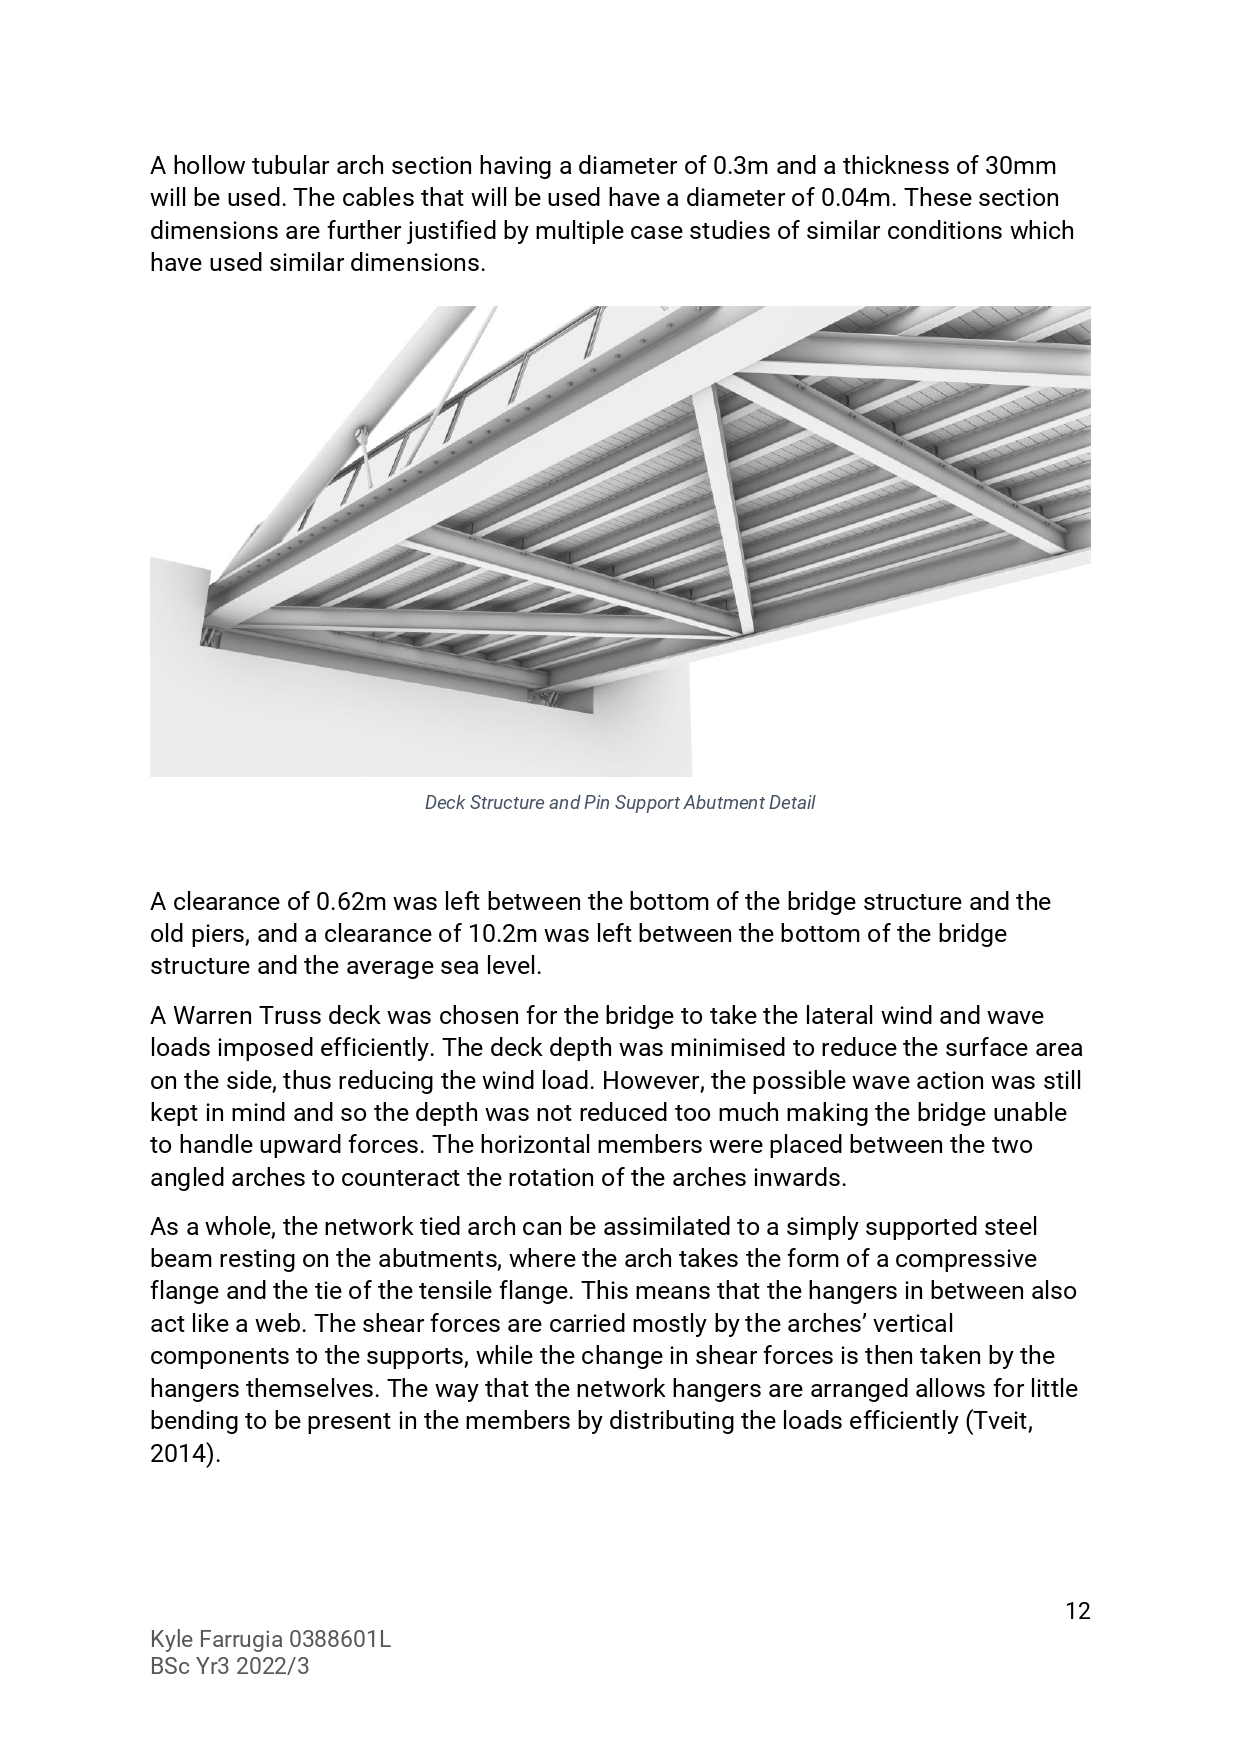 A hollow tubular arch section having a diameter of 0.3m and a thickness of 30mm
will be used. The cables that will be used have a diameter of 0.04m. These section
dimensions are further justified by multiple case studies of similar conditions which
have used similar dimensions.
Deck Structure and Pin Support Abutment Detail
A clearance of 0.62m was left between the bottom of the bridge structure and the
old piers, and a clearance of 10.2m was left between the bottom of the bridge
structure and the average sea level.
A Warren Truss deck was chosen for the bridge to take the lateral wind and wave
loads imposed efficiently. The deck depth was minimised to reduce the surface area
on the side, thus reducing the wind load. However, the possible wave action was still
kept in mind and so the depth was not reduced too much making the bridge unable
to handle upward forces. The horizontal members were placed between the two
angled arches to counteract the rotation of the arches inwards.
As a whole, the network tied arch can be assimilated to a simply supported steel
beam resting on the abutments, where the arch takes the form of a compressive
flange and the tie of the tensile flange. This means that the hangers in between also
act like a web. The shear forces are carried mostly by the arches’ vertical
components to the supports, while the change in shear forces is then taken by the
hangers themselves. The way that the network hangers are arranged allows for little
bending to be present in the members by distributing the loads efficiently (Tveit,
2014).
12
Kyle Farrugia 0388601L
BSc Yr3 2022/3